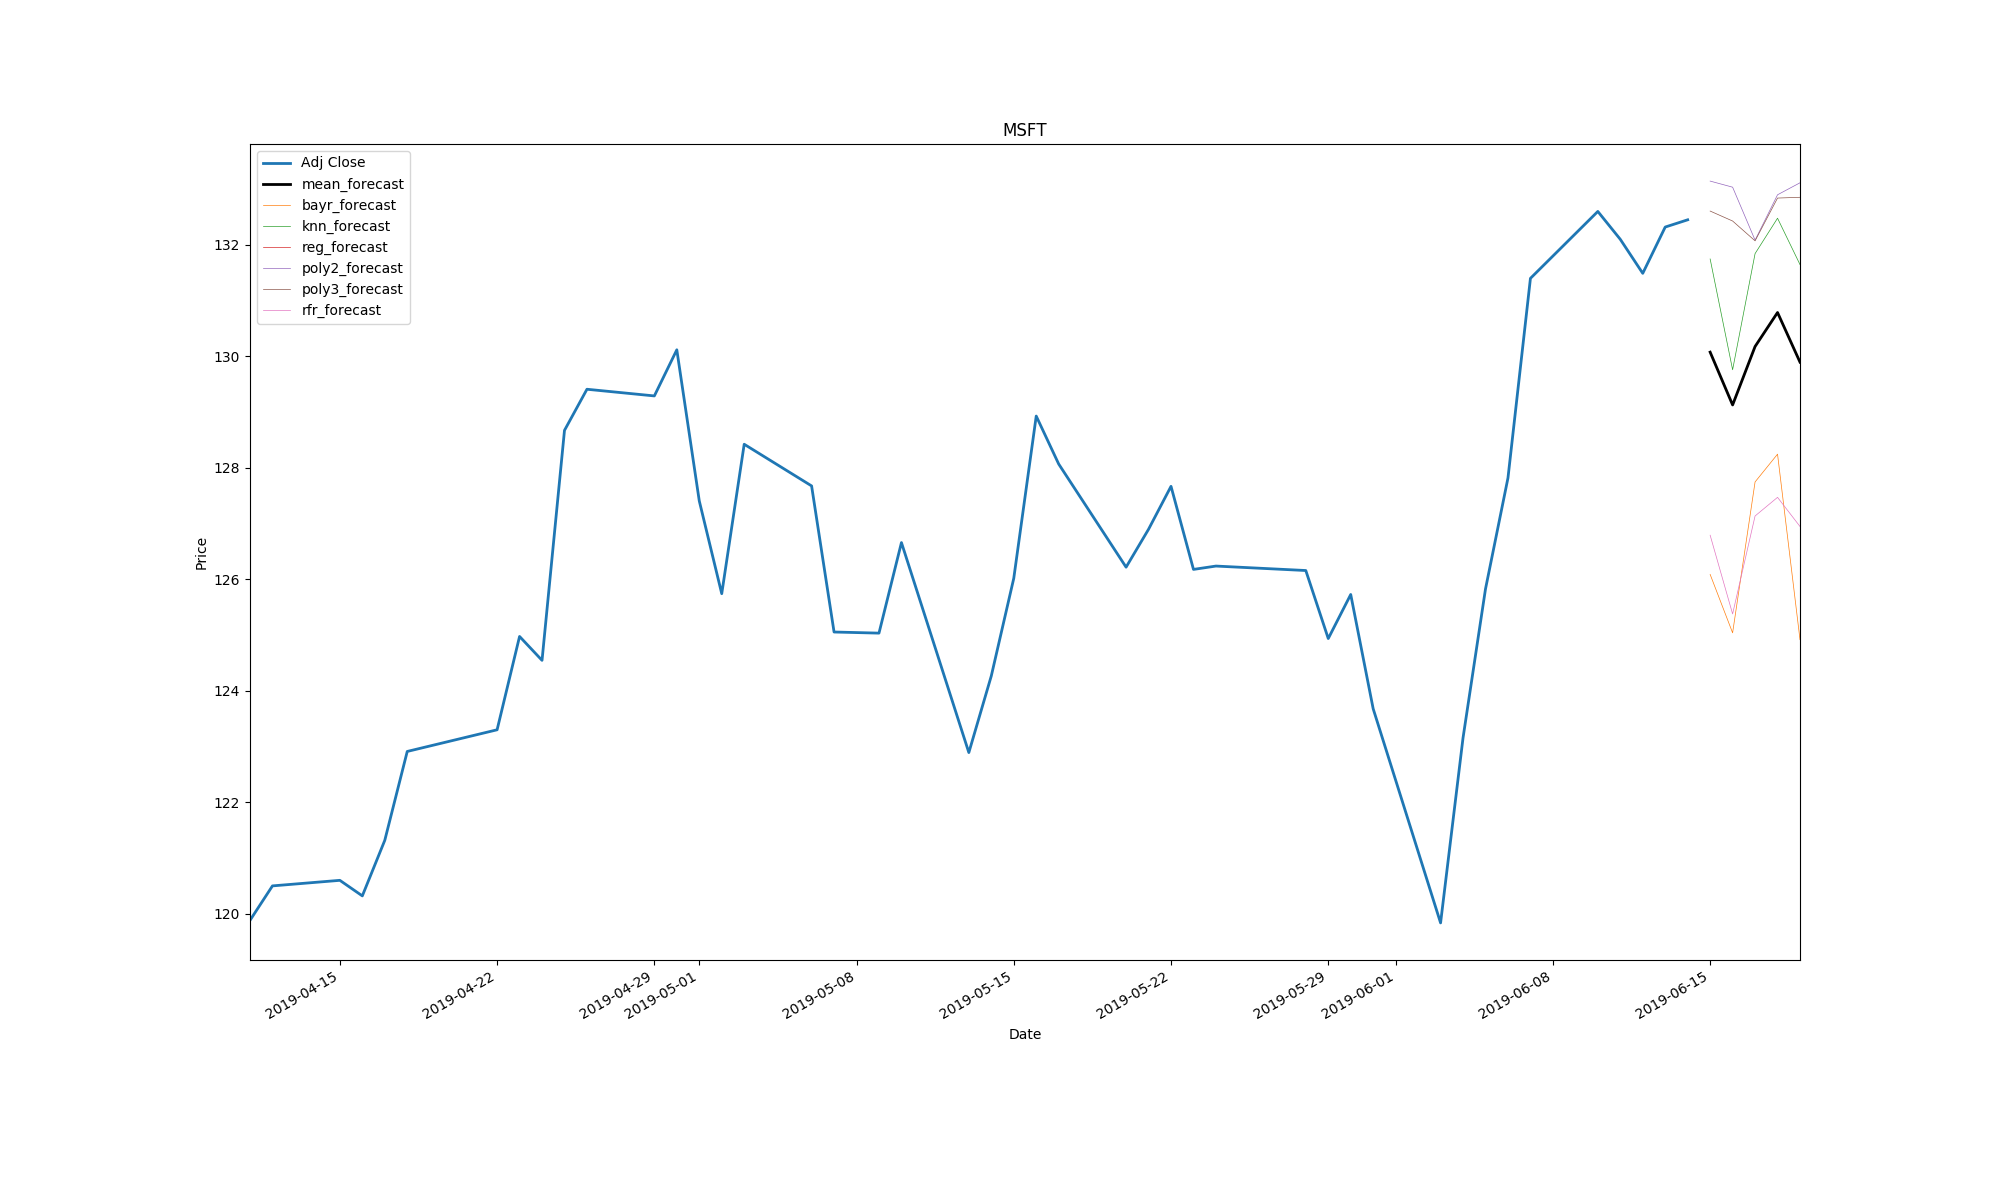 MSFT
Adj Close
mean_forecast
bayr_forecast
knn_forecast
reg_forecast
poly2_forecast
poly3_forecast
rfr_forecast
132
130
128
126
124
122
120
Price
2019-04-15
2019-04-22
2019-04-29
2019-05-01
2019-05-08
2019-05-15
2019-05-22
2019-05-29
2019-06-01
2019-06-08
2019-06-15
Date